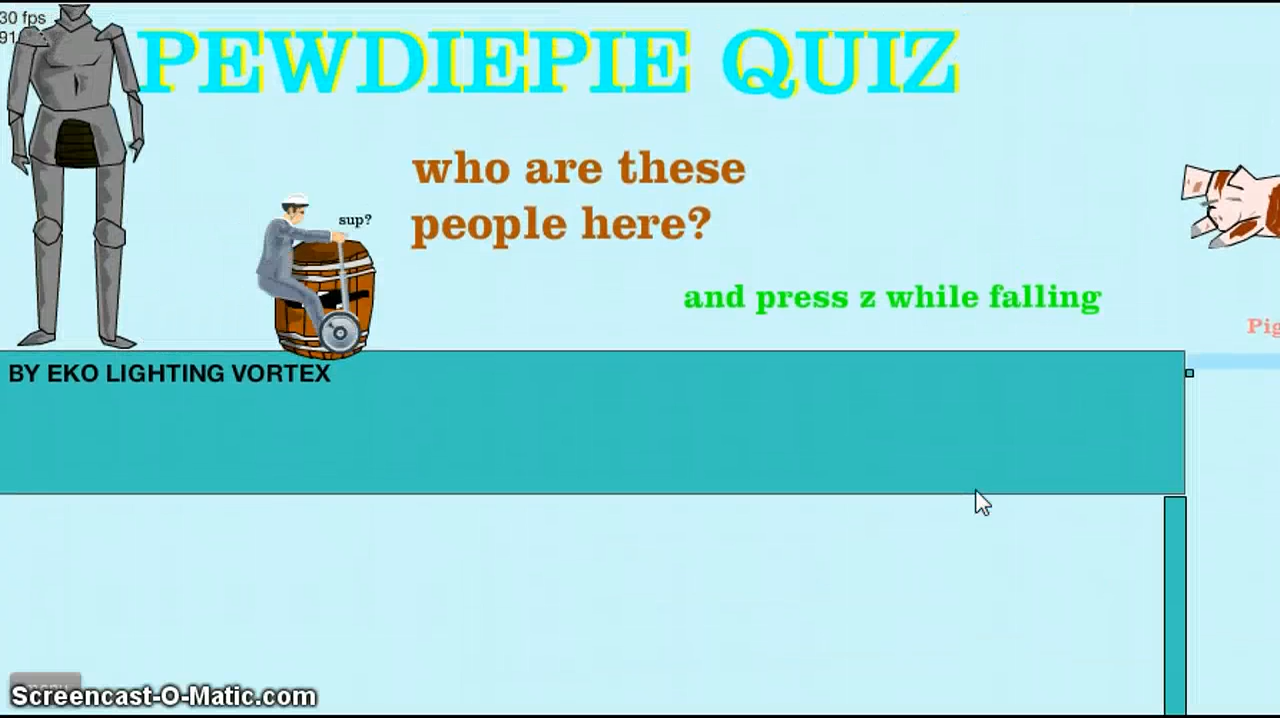 30 fps
PEWDIEPIE QUIZ
who are these
people here?
sup?
and press z while falling
Pig
BY EKO LIGHTING VORTEX
Screencast-O-Matic.com